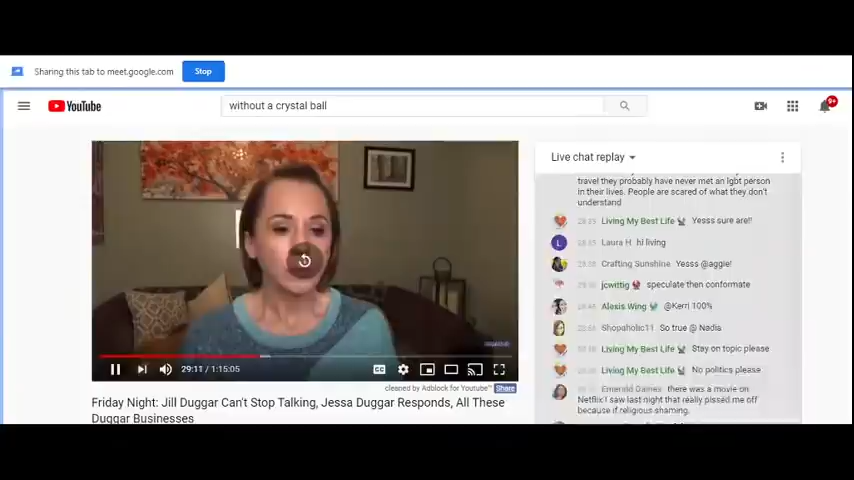 Sharing this tab to meet.google.com Stop
YouTube
without a crystal ball
9+
Live chat replay
travel they probably have never met an lgbt person
in their lives. People are scared of what they don't
understand
Living My Best Life Yesss sure are!!
Laura H hi living
Crafting Sunshine Yesss @aggie!
jcwittig speculate then conformate
Alexis Wing @Kerri 100%
Shopaholic11 So true @ Nadis
Living My Best Life Stay on topic please
Living My Best Life No politics please
Emerald Games there was a movie on
Netflix I saw last night that really pissed me off
because if religious shaming.
29:11 / 1:15:05
cleaned by Adblock for Youtube™ Share
Friday Night: Jill Duggar Can't Stop Talking, Jessa Duggar Responds, All These
Duggar Businesses